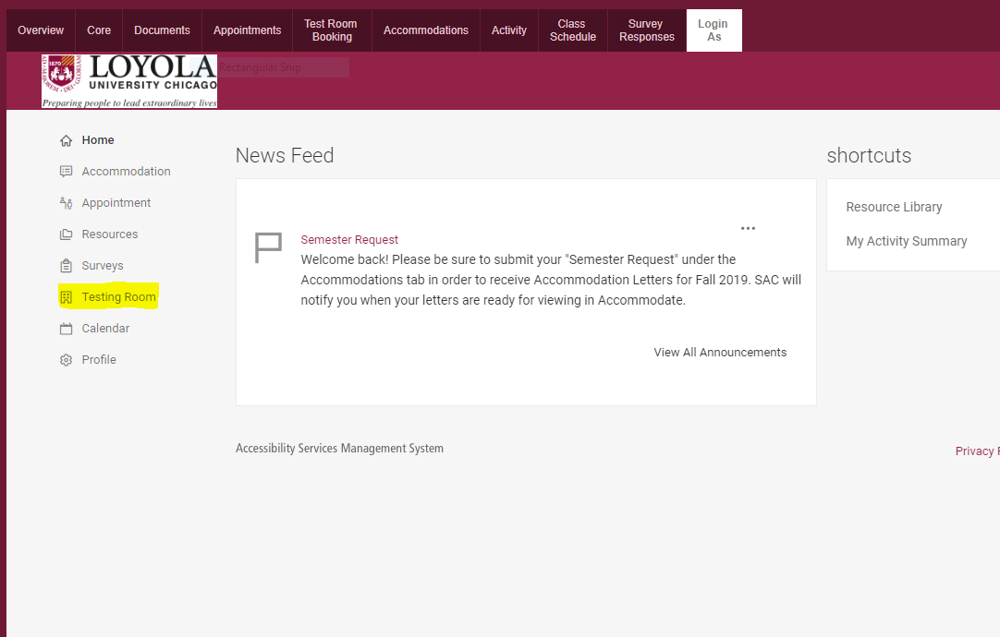 Overview
Core
Documents
Appointments
Test Room
Booking
Accommodations
Activity
Class
Schedule
Survey
Responses
Login
As
1870
LOYOLA
UNIVERSITY CHICAGO
Preparing people to lead extraordinary lives
Rectangular Snip
Home
Accommodation
Appointment
Resources
Surveys
Testing Room
Calendar
Profile
News Feed
Semester Request
Welcome back! Please be sure to submit your "Semester Request" under the
Accommodations tab in order to receive Accommodation Letters for Fall 2019. SAC will
notify you when your letters are ready for viewing in Accommodate.
View All Announcements
shortcuts
Resource Library
My Activity Summary
Accessibility Services Management System
Privacy